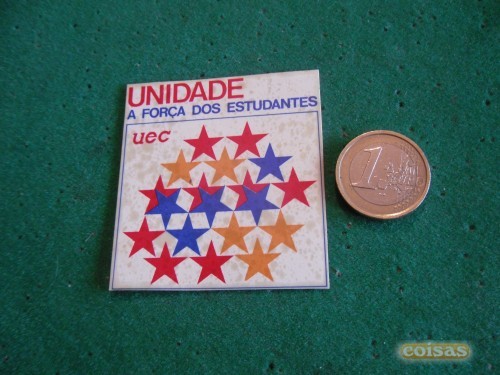 UNIDADE
A FORÇA DOS ESTUDANTES
uec
1
coisas